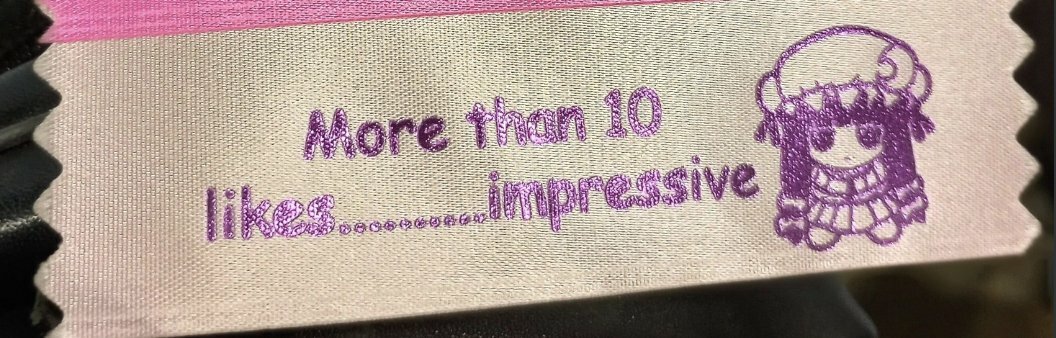 More than 10
likes...........impressive